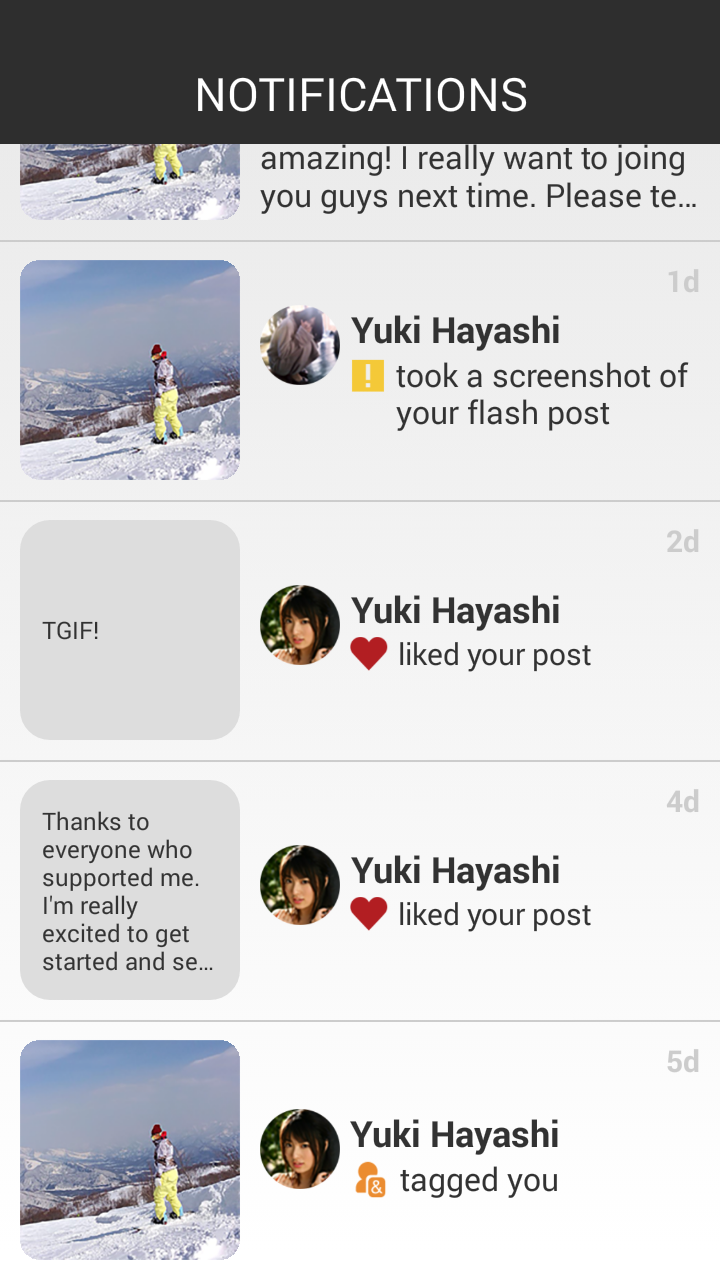 NOTIFICATIONS
amazing! I really want to joing
you guys next time. Please te...
1d
Yuki Hayashi
! took a screenshot of
your flash post
2d
TGIF!
Yuki Hayashi
liked your post
4d
Thanks to
everyone who
supported me.
I'm really
excited to get
started and se...
Yuki Hayashi
liked your post
5d
Yuki Hayashi
& tagged you